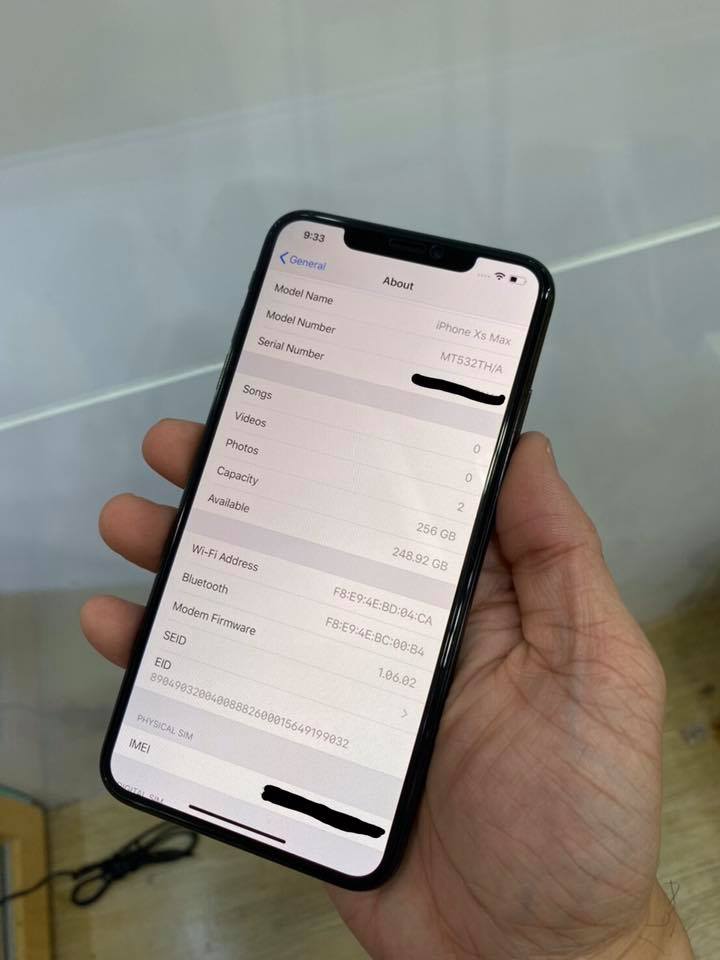 9:33
General
About
Model Name
iPhone Xs Max
Model Number
MT532TH/A
Serial Number
Songs
0
Videos
0
Photos
2
Capacity
256 GB
Available
248.92 GB
Wi-Fi Address
F8:E9:4E:BD:04:CA
Bluetooth
F8:E9:4E:BC:00:B4
Modem Firmware
1.06.02
SEID
EID
89049032004008882600015649199032
PHYSICAL SIM
IMEI
DIGITAL SIM